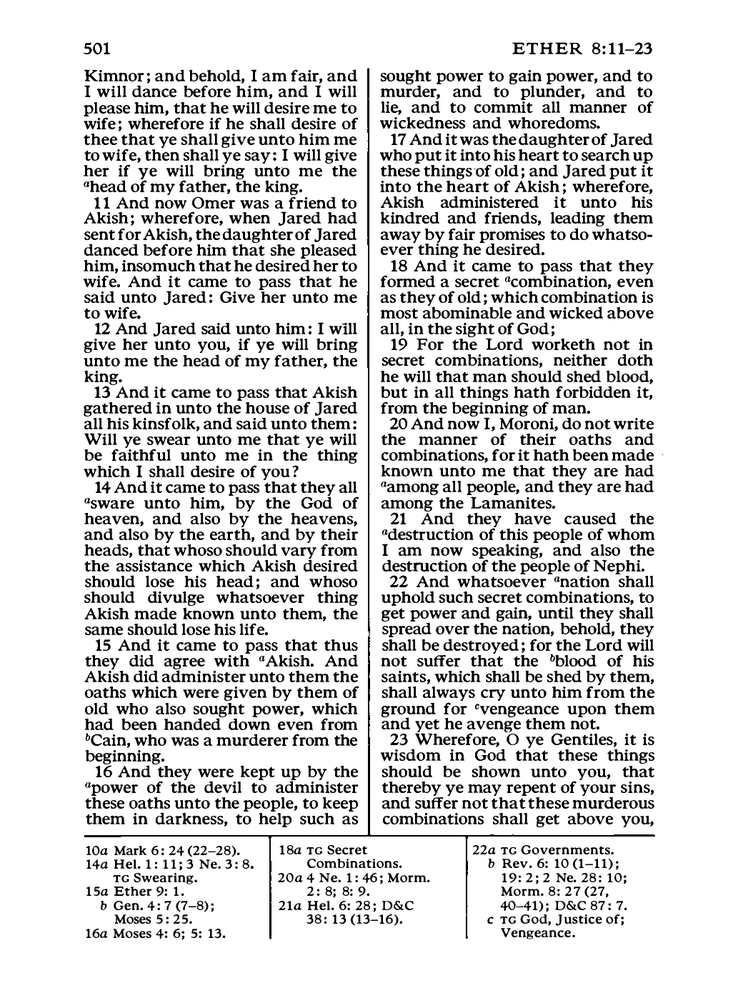 501
ETHER 8:11–23
Kimnor; and behold, I am fair, and
I will dance before him, and I will
please him, that he will desire me to
wife; wherefore if he shall desire of
thee that ye shall give unto him me
to wife, then shall ye say: I will give
her if ye will bring unto me the
ahead of my father, the king.
11 And now Omer was a friend to
Akish; wherefore, when Jared had
sent for Akish, the daughter of Jared
danced before him that she pleased
him, insomuch that he desired her to
wife. And it came to pass that he
said unto Jared: Give her unto me
to wife.
12 And Jared said unto him: I will
give her unto you, if ye will bring
unto me the head of my father, the
king.
13 And it came to pass that Akish
gathered in unto the house of Jared
all his kinsfolk, and said unto them:
Will ye swear unto me that ye will
be faithful unto me in the thing
which I shall desire of you?
14 And it came to pass that they all
asware unto him, by the God of
heaven, and also by the heavens,
and also by the earth, and by their
heads, that whoso should vary from
the assistance which Akish desired
should lose his head; and whoso
should divulge whatsoever thing
Akish made known unto them, the
same should lose his life.
15 And it came to pass that thus
they did agree with aAkish. And
Akish did administer unto them the
oaths which were given by them of
old who also sought power, which
had been handed down even from
bCain, who was a murderer from the
beginning.
16 And they were kept up by the
apower of the devil to administer
these oaths unto the people, to keep
them in darkness, to help such as
sought power to gain power, and to
murder, and to plunder, and to
lie, and to commit all manner of
wickedness and whoredoms.
17 And it was the daughter of Jared
who put it into his heart to search up
these things of old; and Jared put it
into the heart of Akish; wherefore,
Akish administered it unto his
kindred and friends, leading them
away by fair promises to do whatso-
ever thing he desired.
18 And it came to pass that they
formed a secret acombination, even
as they of old; which combination is
most abominable and wicked above
all, in the sight of God;
19 For the Lord worketh not in
secret combinations, neither doth
he will that man should shed blood,
but in all things hath forbidden it,
from the beginning of man.
20 And now I, Moroni, do not write
the manner of their oaths and
combinations, for it hath been made
known unto me that they are had
aamong all people, and they are had
among the Lamanites.
21 And they have caused the
adestruction of this people of whom
I am now speaking, and also the
destruction of the people of Nephi.
22 And whatsoever anation shall
uphold such secret combinations, to
get power and gain, until they shall
spread over the nation, behold, they
shall be destroyed; for the Lord will
not suffer that the bblood of his
saints, which shall be shed by them,
shall always cry unto him from the
ground for cvengeance upon them
and yet he avenge them not.
23 Wherefore, O ye Gentiles, it is
wisdom in God that these things
should be shown unto you, that
thereby ye may repent of your sins,
and suffer not that these murderous
combinations shall get above you,
10a Mark 6: 24 (22–28).
14a Hel. 1: 11; 3 Ne. 3: 8.
TG Swearing.
15a Ether 9: 1.
b Gen. 4: 7 (7–8);
Moses 5: 25.
16a Moses 4: 6; 5: 13.
18a TG Secret
Combinations.
20a 4 Ne. 1: 46; Morm.
2: 8; 8: 9.
21a Hel. 6: 28; D&C
38: 13 (13–16).
22a TG Governments.
b Rev. 6: 10 (1–11);
19: 2; 2 Ne. 28: 10;
Morm. 8: 27 (27,
40–41); D&C 87: 7.
c TG God, Justice of;
Vengeance.